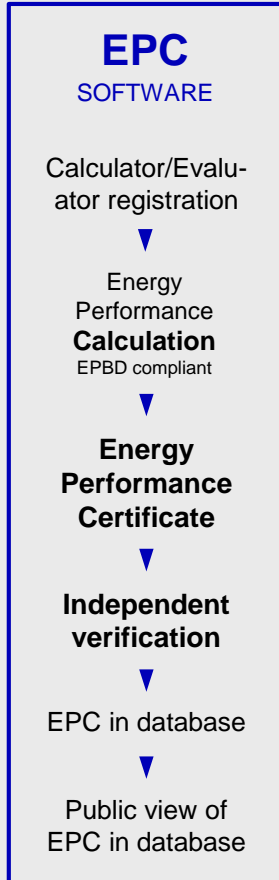 EPC
SOFTWARE
Calculator/Evalu-
ator registration
Energy
Performance
Calculation
EPBD compliant
Energy
Performance
Certificate
Independent
verification
EPC in database
Public view of
EPC in database